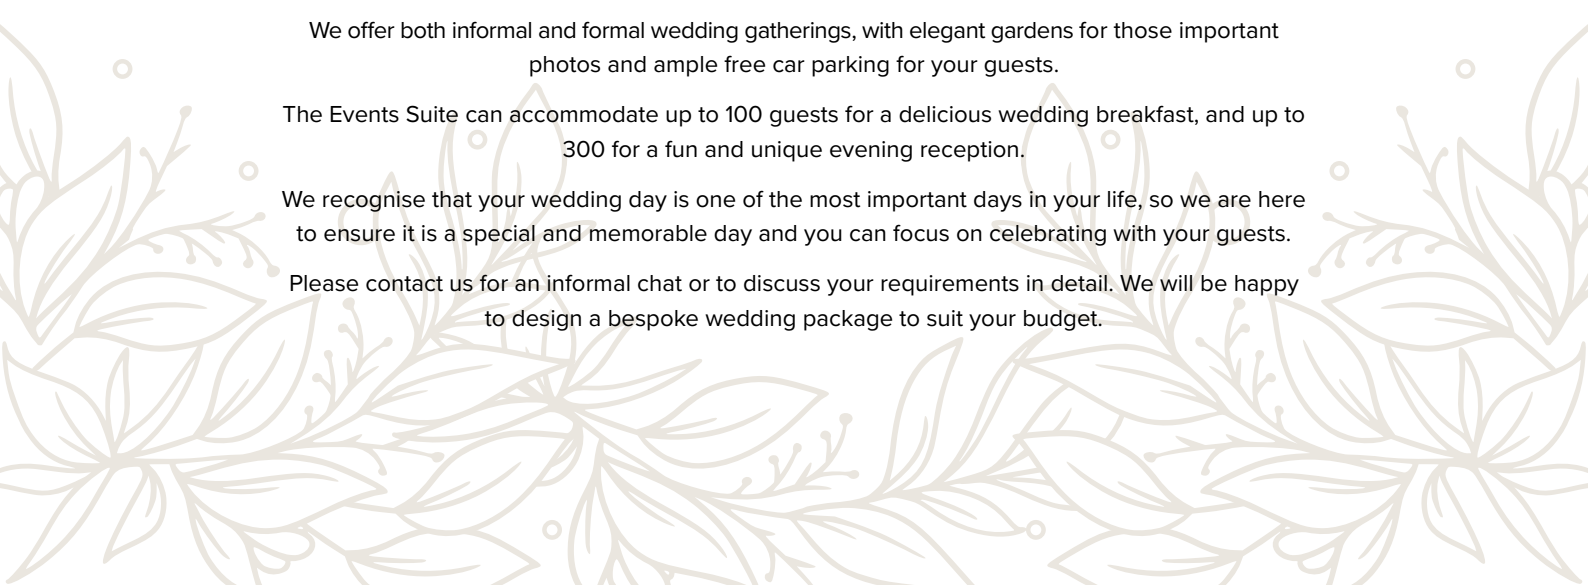 We offer both informal and formal wedding gatherings, with elegant gardens for those important
photos and ample free car parking for your guests.
The Events Suite can accommodate up to 100 guests for a delicious wedding breakfast, and up to
300 for a fun and unique evening reception.
We recognise that your wedding day is one of the most important days in your life, so we are here
to ensure it is a special and memorable day and you can focus on celebrating with your guests.
Please contact us for an informal chat or to discuss your requirements in detail. We will be happy
to design a bespoke wedding package to suit your budget.